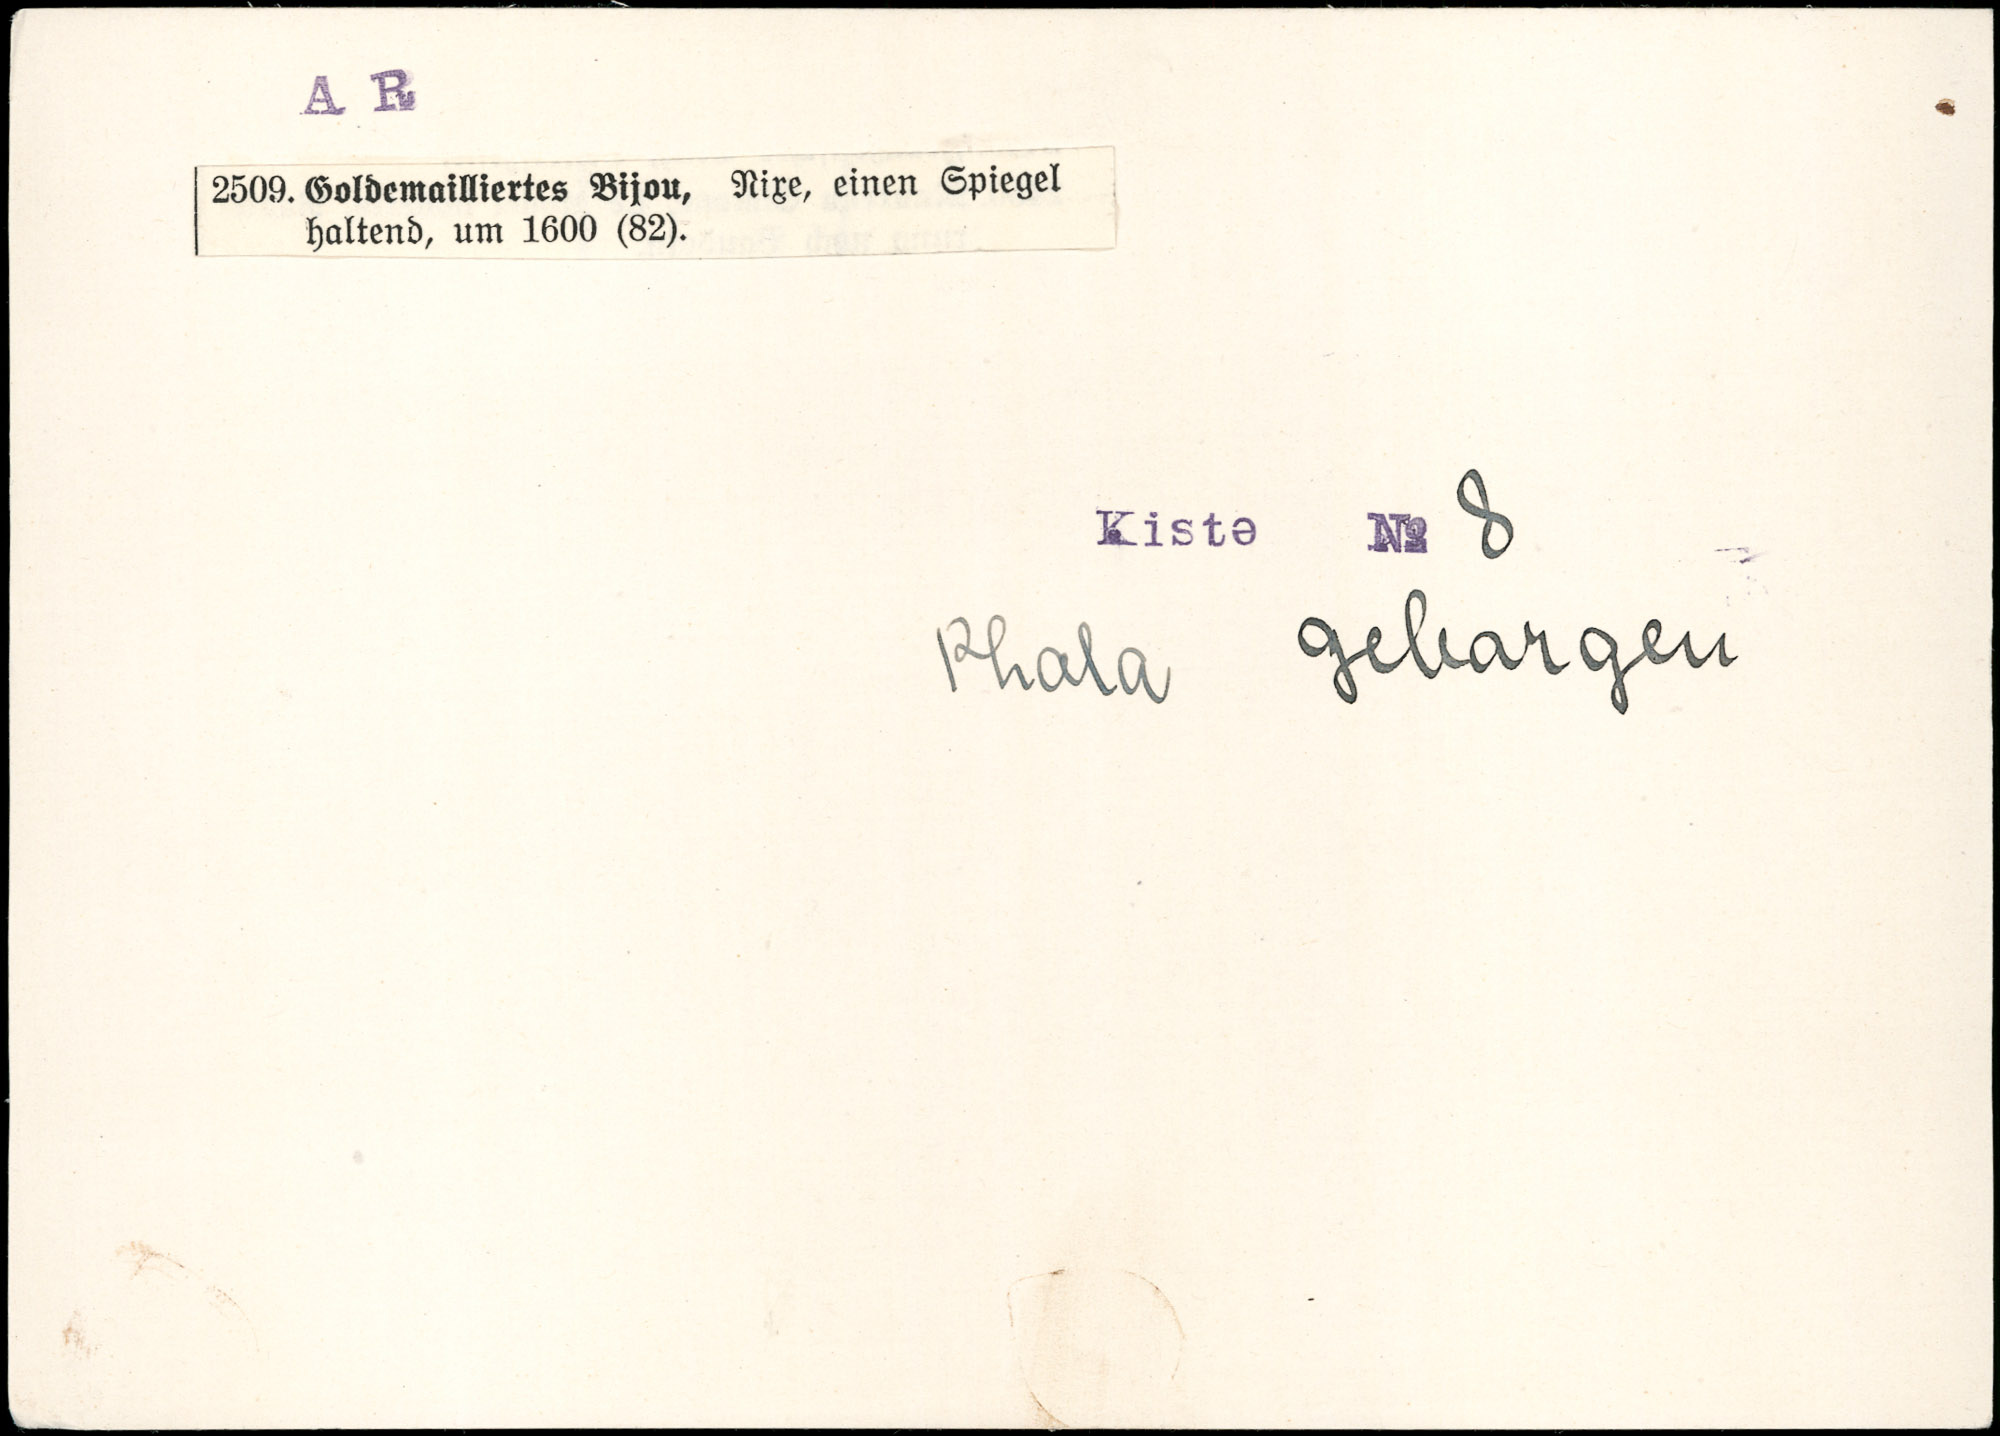 A R
2509. Goldemailliertes Bijou, Nixe, einen Spiegel
haltend, um 1600 (82).
Kiste № 8
Phala geborgen